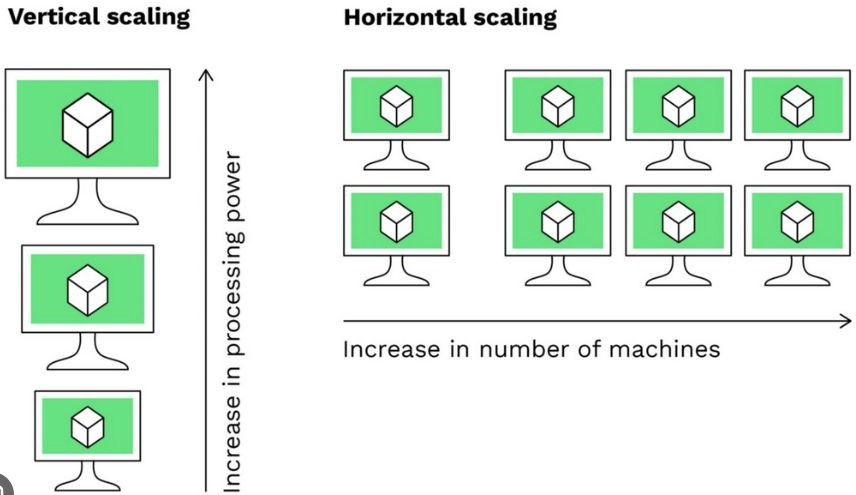 Vertical scaling
Increase in processing power
Horizontal scaling
Increase in number of machines